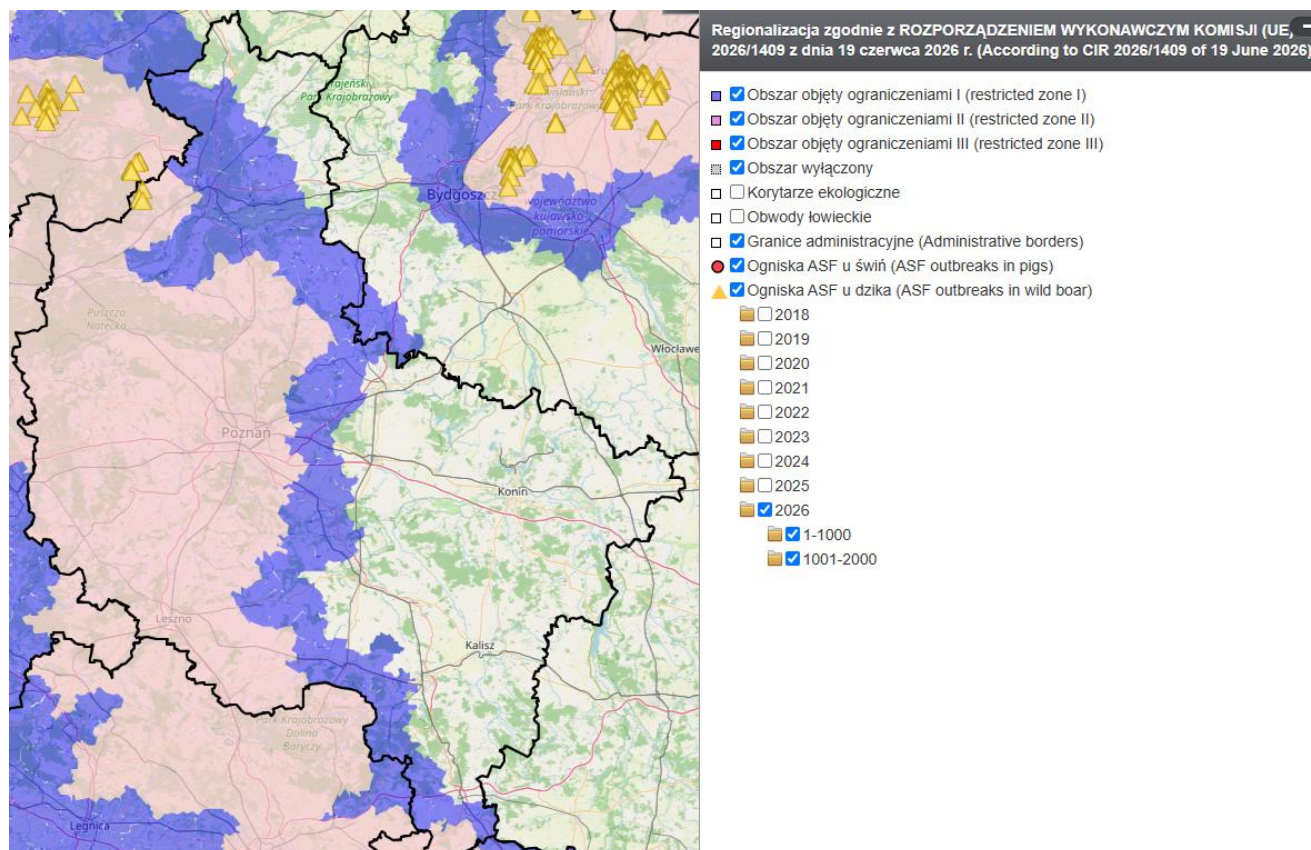 Regionalizacja zgodnie z ROZPORZĄDZENIEM WYKONAWCZYM KOMISJI (UE)
2026/1409 z dnia 19 czerwca 2026 r. (According to CIR 2026/1409 of 19 June 2026)
Obszar objęty ograniczeniami I (restricted zone I)
Obszar objęty ograniczeniami II (restricted zone II)
Obszar objęty ograniczeniami III (restricted zone III)
Obszar wyłączony
Korytarze ekologiczne
Obwody łowieckie
Granice administracyjne (Administrative borders)
Ogniska ASF u świń (ASF outbreaks in pigs)
Ogniska ASF u dzika (ASF outbreaks in wild boar)
2018
2019
2020
2021
2022
2023
2024
2025
2026
1-1000
1001-2000
Krajeński
Park Krajobrazowy
Park Krajobrazowy
Bydgoszcz
województwo
kujawsko-
pomorskie
Puszcza
Notecka
Włocławe
Poznań
Konin
Leszno
Kalisz
Park Krajobrazowy
Dolina
Baryczy
Legnica